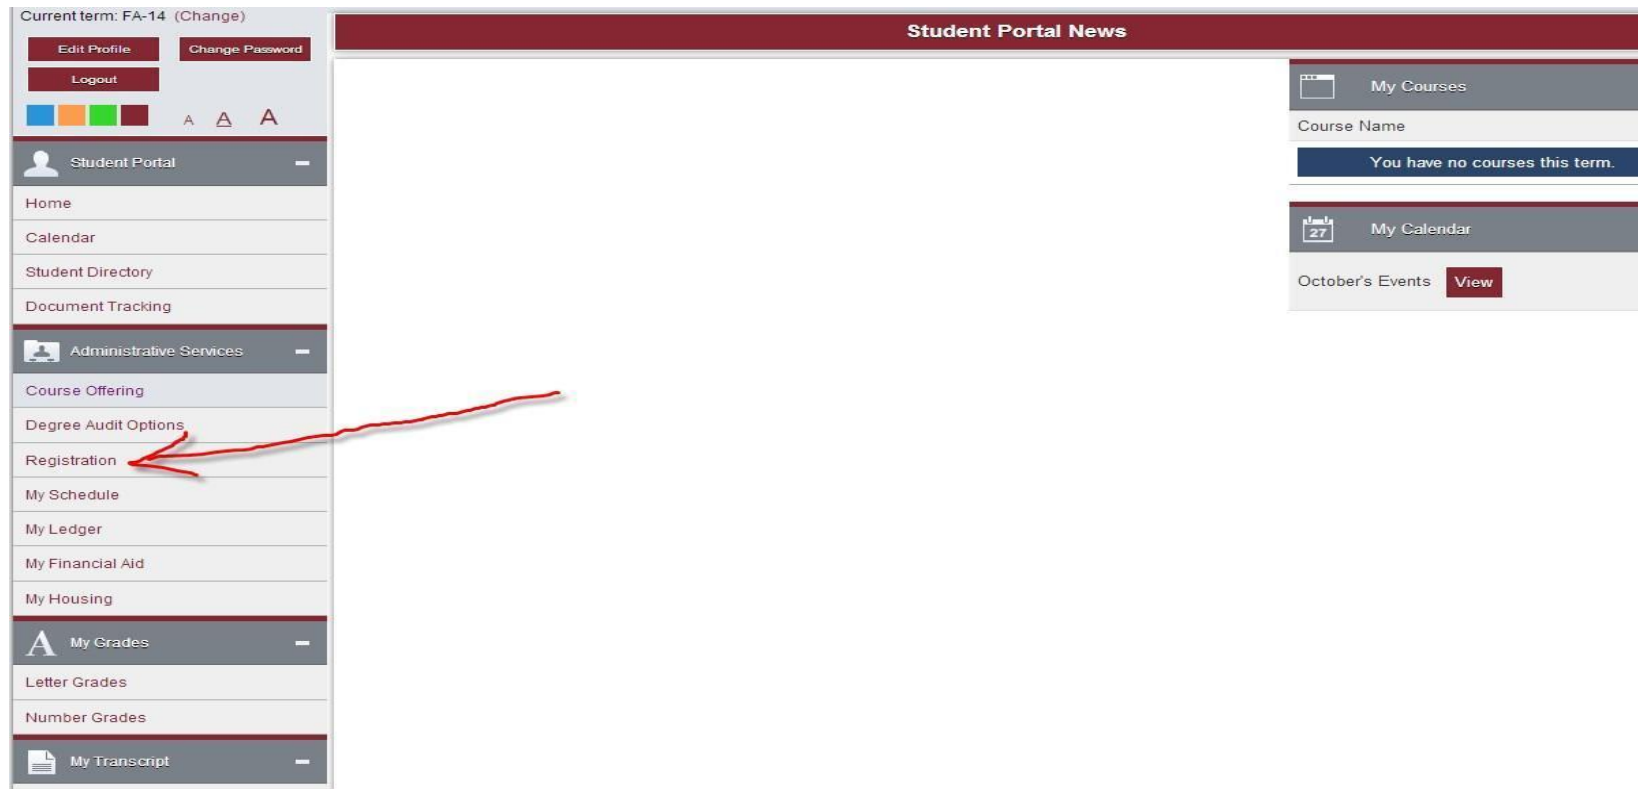 Current term: FA-14 (Change)
Edit Profile
Change Password
Logout
A A A
Student Portal
Home
Calendar
Student Directory
Document Tracking
Administrative Services
Course Offering
Degree Audit Options
Registration
My Schedule
My Ledger
My Financial Aid
My Housing
A My Grades
Letter Grades
Number Grades
My Transcript
Student Portal News
My Courses
Course Name
You have no courses this term.
27 My Calendar
October's Events View